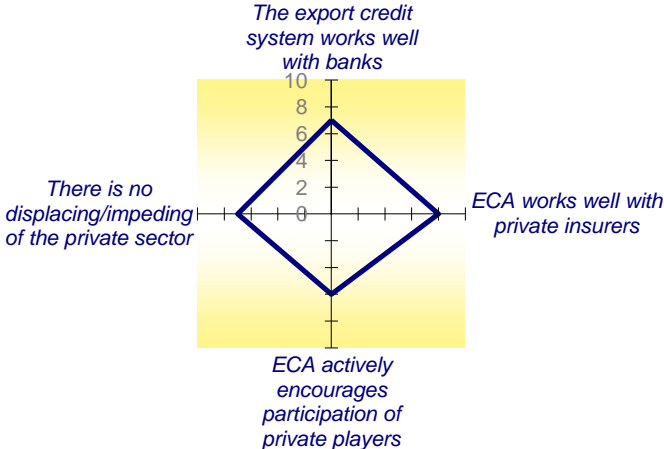 The export credit
system works well
with banks
10
8
6
4
2
0
There is no
displacing/impeding
of the private sector
ECA works well with
private insurers
ECA actively
encourages
participation of
private players